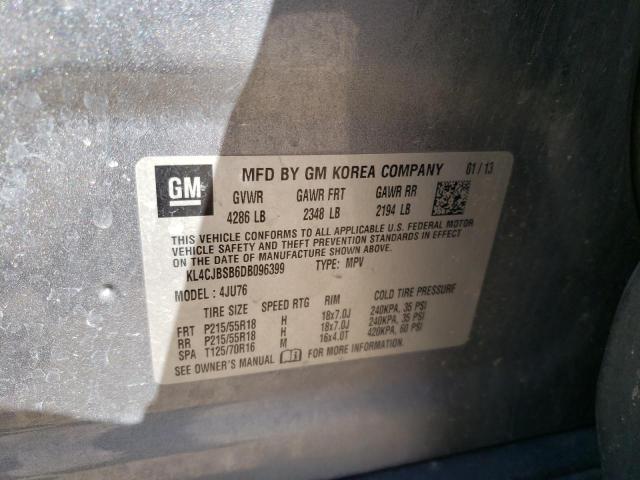 GM
MFD BY GM KOREA COMPANY 01/13
GVWR GAWR FRT GAWR RR
4286 LB 2348 LB 2194 LB
THIS VEHICLE CONFORMS TO ALL APPLICABLE U.S. FEDERAL MOTOR
VEHICLE SAFETY AND THEFT PREVENTION STANDARDS IN EFFECT
ON THE DATE OF MANUFACTURE SHOWN ABOVE.
KL4CJBSB6DB096399 TYPE: MPV
MODEL : 4JU76
TIRE SIZE SPEED RTG RIM COLD TIRE PRESSURE
FRT P215/55R18 H 18x7.0J 240KPA, 35 PSI
RR P215/55R18 H 18x7.0J 240KPA, 35 PSI
SPA T125/70R16 M 16x4.0T 420KPA, 60 PSI
SEE OWNER'S MANUAL FOR MORE INFORMATION.